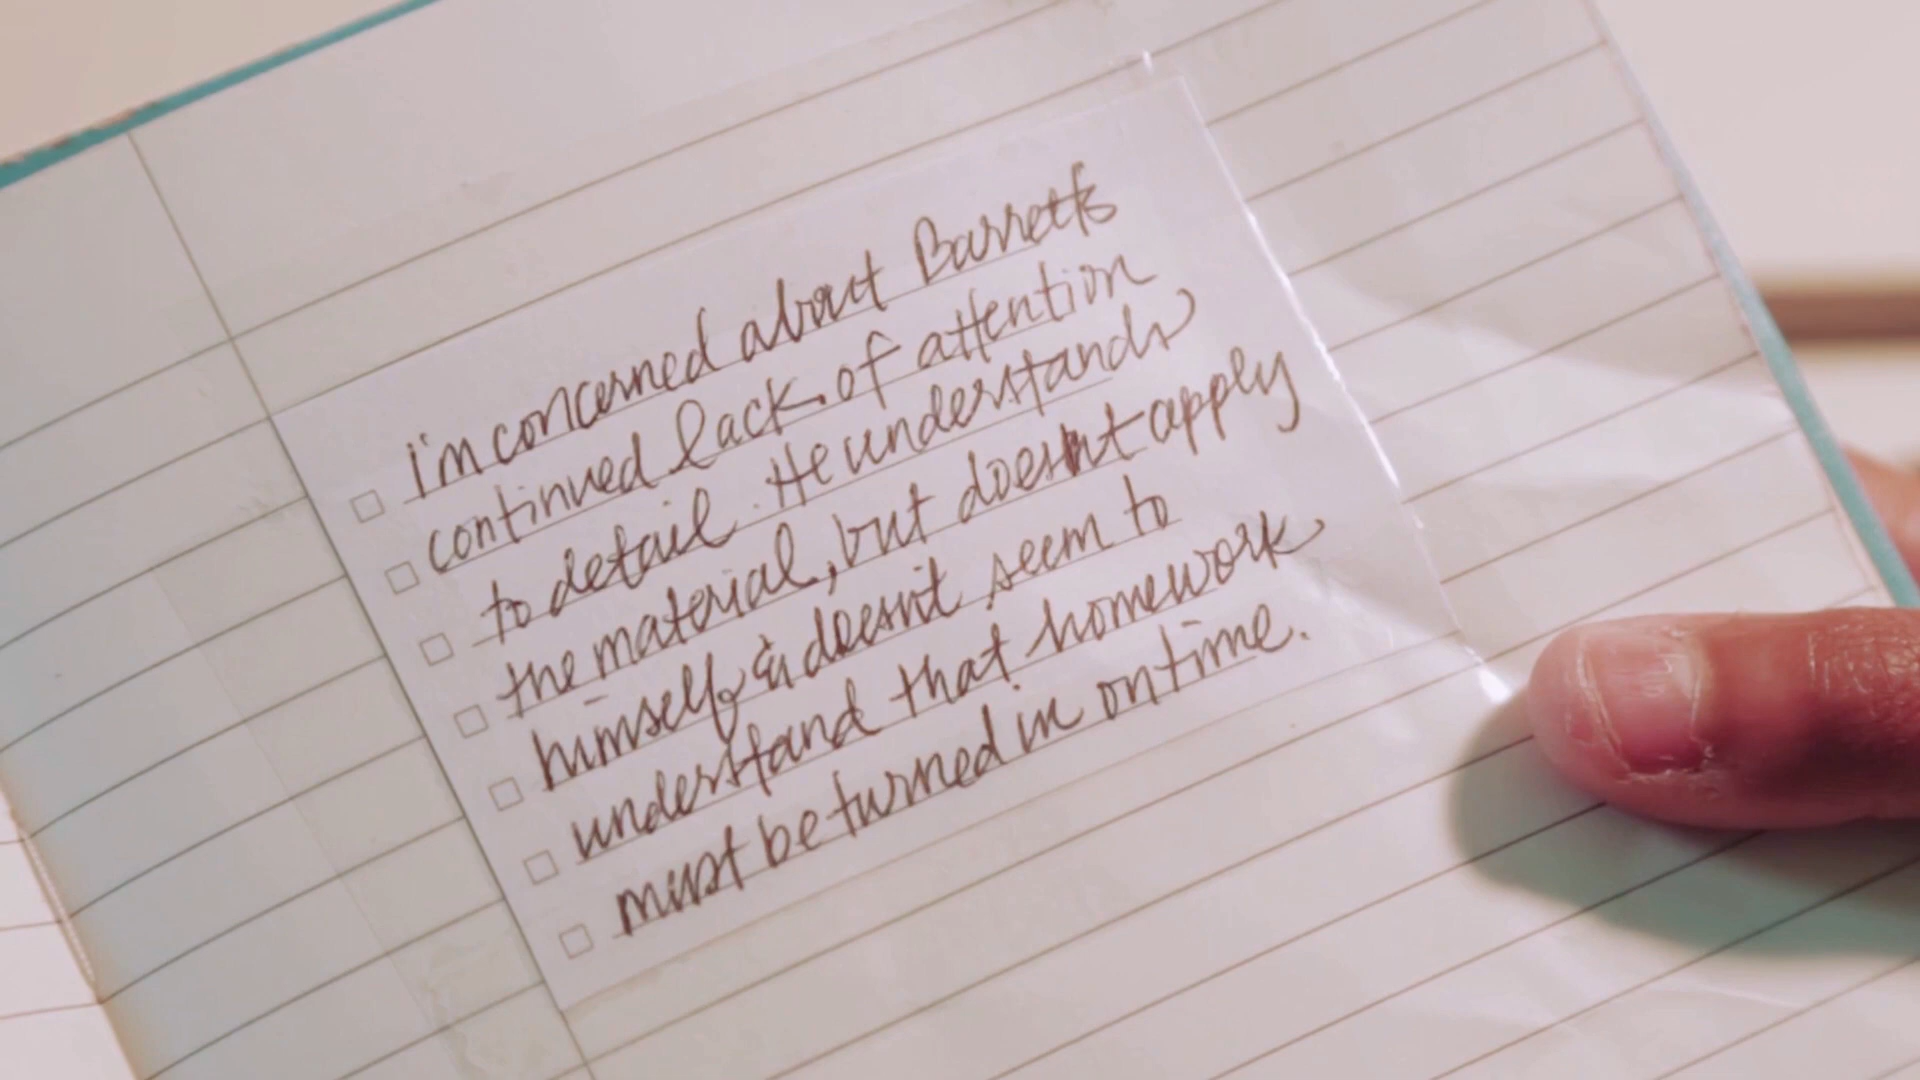 i'm concerned about Barretts
continued lack of attention
to detail. He understands
the material, but doesn't apply
himself & doesn't seem to
understand that homework
must be turned in on time.